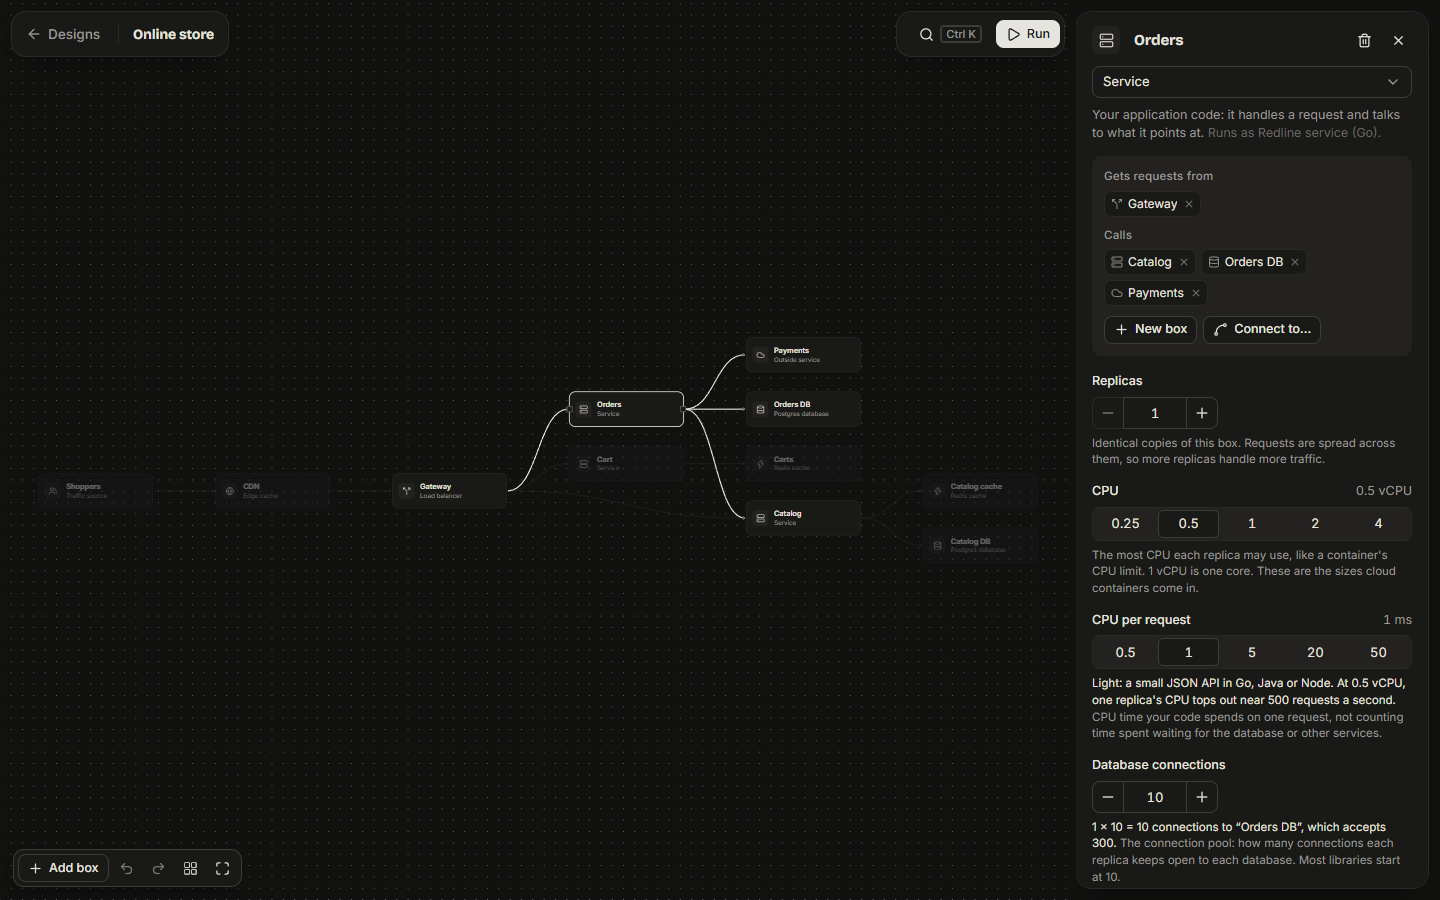 Designs
Online store
Ctrl K
Run
Shoppers
Traffic source
CDN
Edge cache
Gateway
Load balancer
Orders
Service
Cart
Service
Payments
Outside service
Orders DB
Postgres database
Carts
Redis cache
Catalog
Service
Catalog cache
Redis cache
Catalog DB
Postgres database
Add box
Orders
Service
Your application code: it handles a request and talks
to what it points at. Runs as Redline service (Go).
Gets requests from
Gateway
Calls
Catalog
Orders DB
Payments
New box
Connect to...
Replicas
1
Identical copies of this box. Requests are spread across
them, so more replicas handle more traffic.
CPU
0.5 vCPU
0.25 0.5 1 2 4
The most CPU each replica may use, like a container's
CPU limit. 1 vCPU is one core. These are the sizes cloud
containers come in.
CPU per request
1 ms
0.5 1 5 20 50
Light: a small JSON API in Go, Java or Node. At 0.5 vCPU,
one replica's CPU tops out near 500 requests a second.
CPU time your code spends on one request, not counting
time spent waiting for the database or other services.
Database connections
10
1 × 10 = 10 connections to “Orders DB”, which accepts
300. The connection pool: how many connections each
replica keeps open to each database. Most libraries start
at 10.